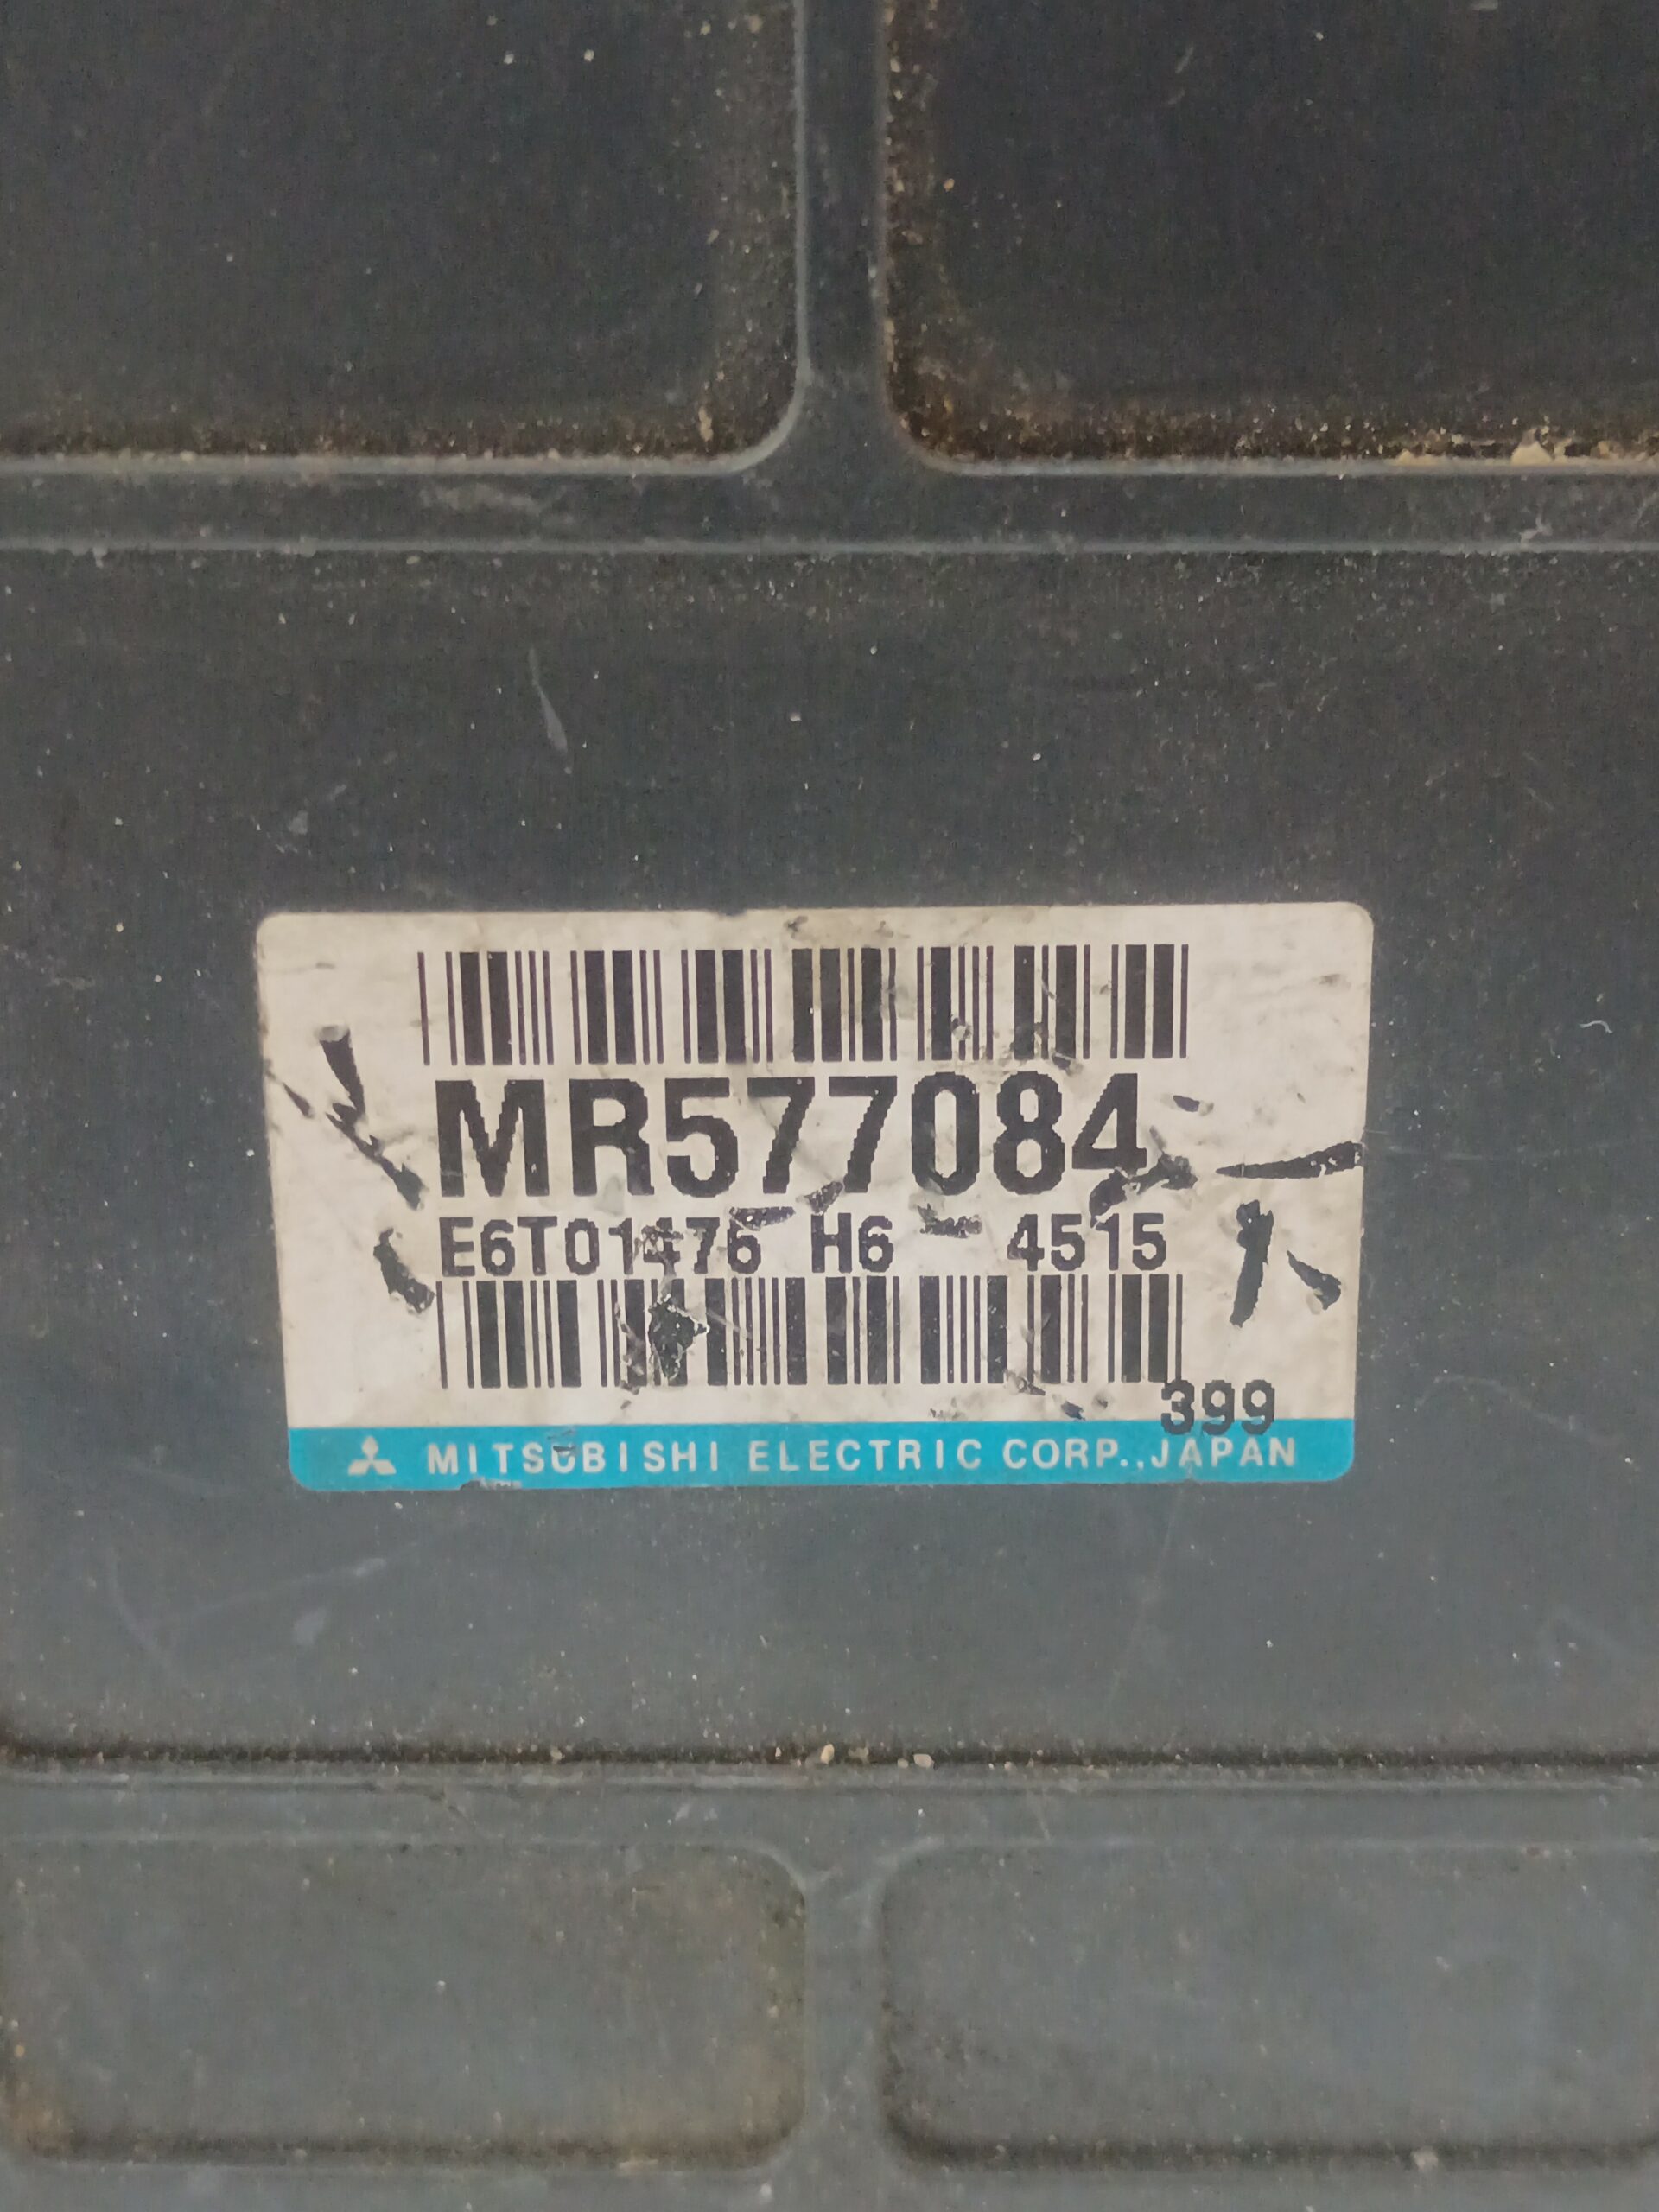 MR577084
E6T01476 H6 4515
399
MITSUBISHI ELECTRIC CORP.,JAPAN